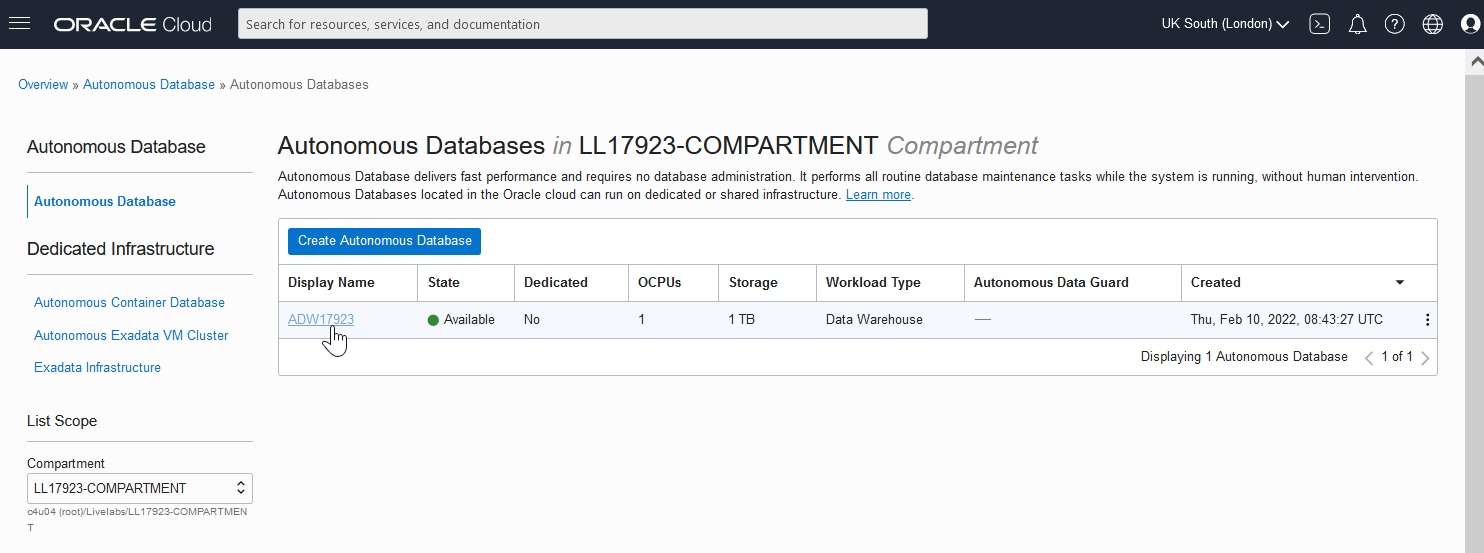 ORACLE Cloud
Search for resources, services, and documentation
UK South (London)
Overview » Autonomous Database » Autonomous Databases
Autonomous Database
Autonomous Database
Dedicated Infrastructure
Autonomous Container Database
Autonomous Exadata VM Cluster
Exadata Infrastructure
List Scope
Compartment
LL17923-COMPARTMENT
c4u04 (root)/Livelabs/LL17923-COMPARTMEN
T
Autonomous Databases in LL17923-COMPARTMENT Compartment
Autonomous Database delivers fast performance and requires no database administration. It performs all routine database maintenance tasks while the system is running, without human intervention.
Autonomous Databases located in the Oracle cloud can run on dedicated or shared infrastructure. Learn more.
Create Autonomous Database
Display Name State Dedicated OCPUs Storage Workload Type Autonomous Data Guard Created
ADW17923 Available No 1 1 TB Data Warehouse — Thu, Feb 10, 2022, 08:43:27 UTC
Displaying 1 Autonomous Database 1 of 1